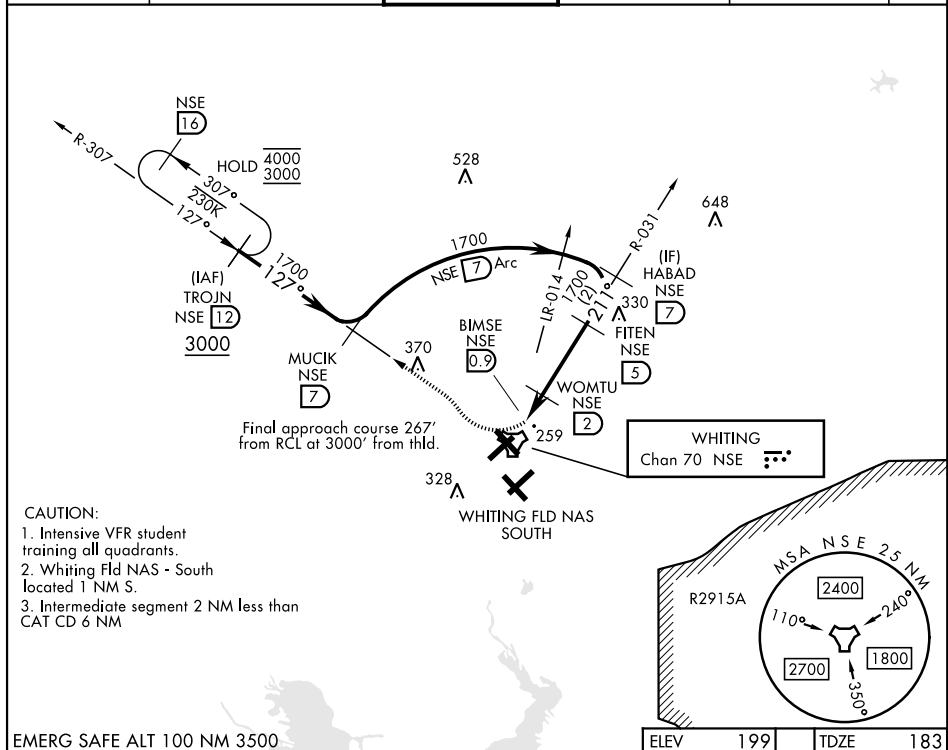 NSE
16
R-307
HOLD 4000
3000
307°
230K
127°
528
648
R-031
1700
NSE 7 Arc
1700
127°
(IAF)
TROJN
NSE 12
3000
(IF)
HABAD
NSE
7
LR-014
1700
(2)
211°
330
FITEN
NSE
5
BIMSE
NSE
0.9
370
MUCIK
NSE
7
WOMTU
NSE
2
Final approach course 267'
from RCL at 3000' from thld.
259
WHITING
Chan 70 NSE
328
WHITING FLD NAS
SOUTH
CAUTION:
1. Intensive VFR student
training all quadrants.
2. Whiting Fld NAS - South
located 1 NM S.
3. Intermediate segment 2 NM less than
CAT CD 6 NM
MSA NSE 25 NM
R2915A
2400
110°
240°
2700
1800
350°
EMERG SAFE ALT 100 NM 3500
ELEV 199
TDZE 183